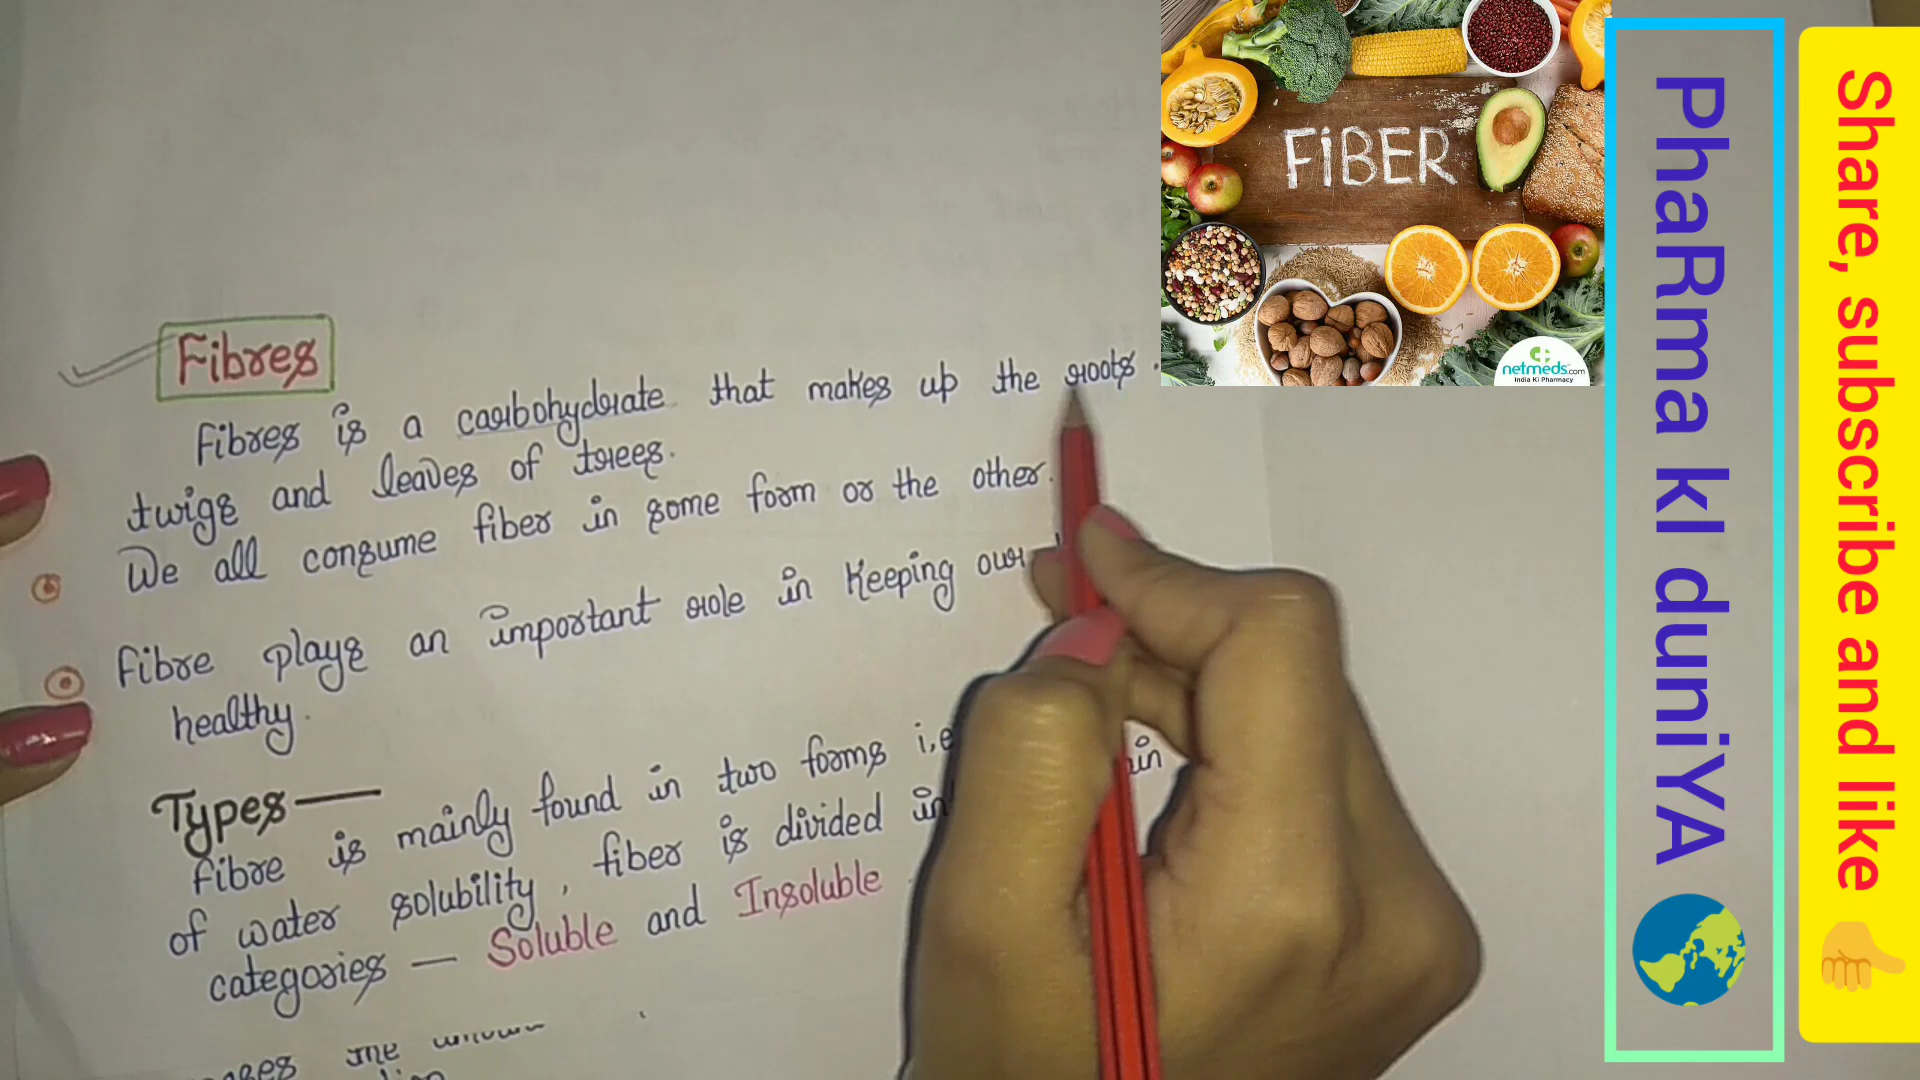 Fibres
Fibres is a carbohydrate that makes up the roots.
twigs and leaves of trees.
We all consume fiber in some form or the other.
Fibre plays an important role in keeping our
healthy.
Types —
fibre is mainly found in two forms i.e
of water solubility, fiber is divided in
categories — Soluble and Insoluble
the
FiBER
netmeds.com
India Ki Pharmacy
PhaRma kI duniYA
Share, subscribe and like